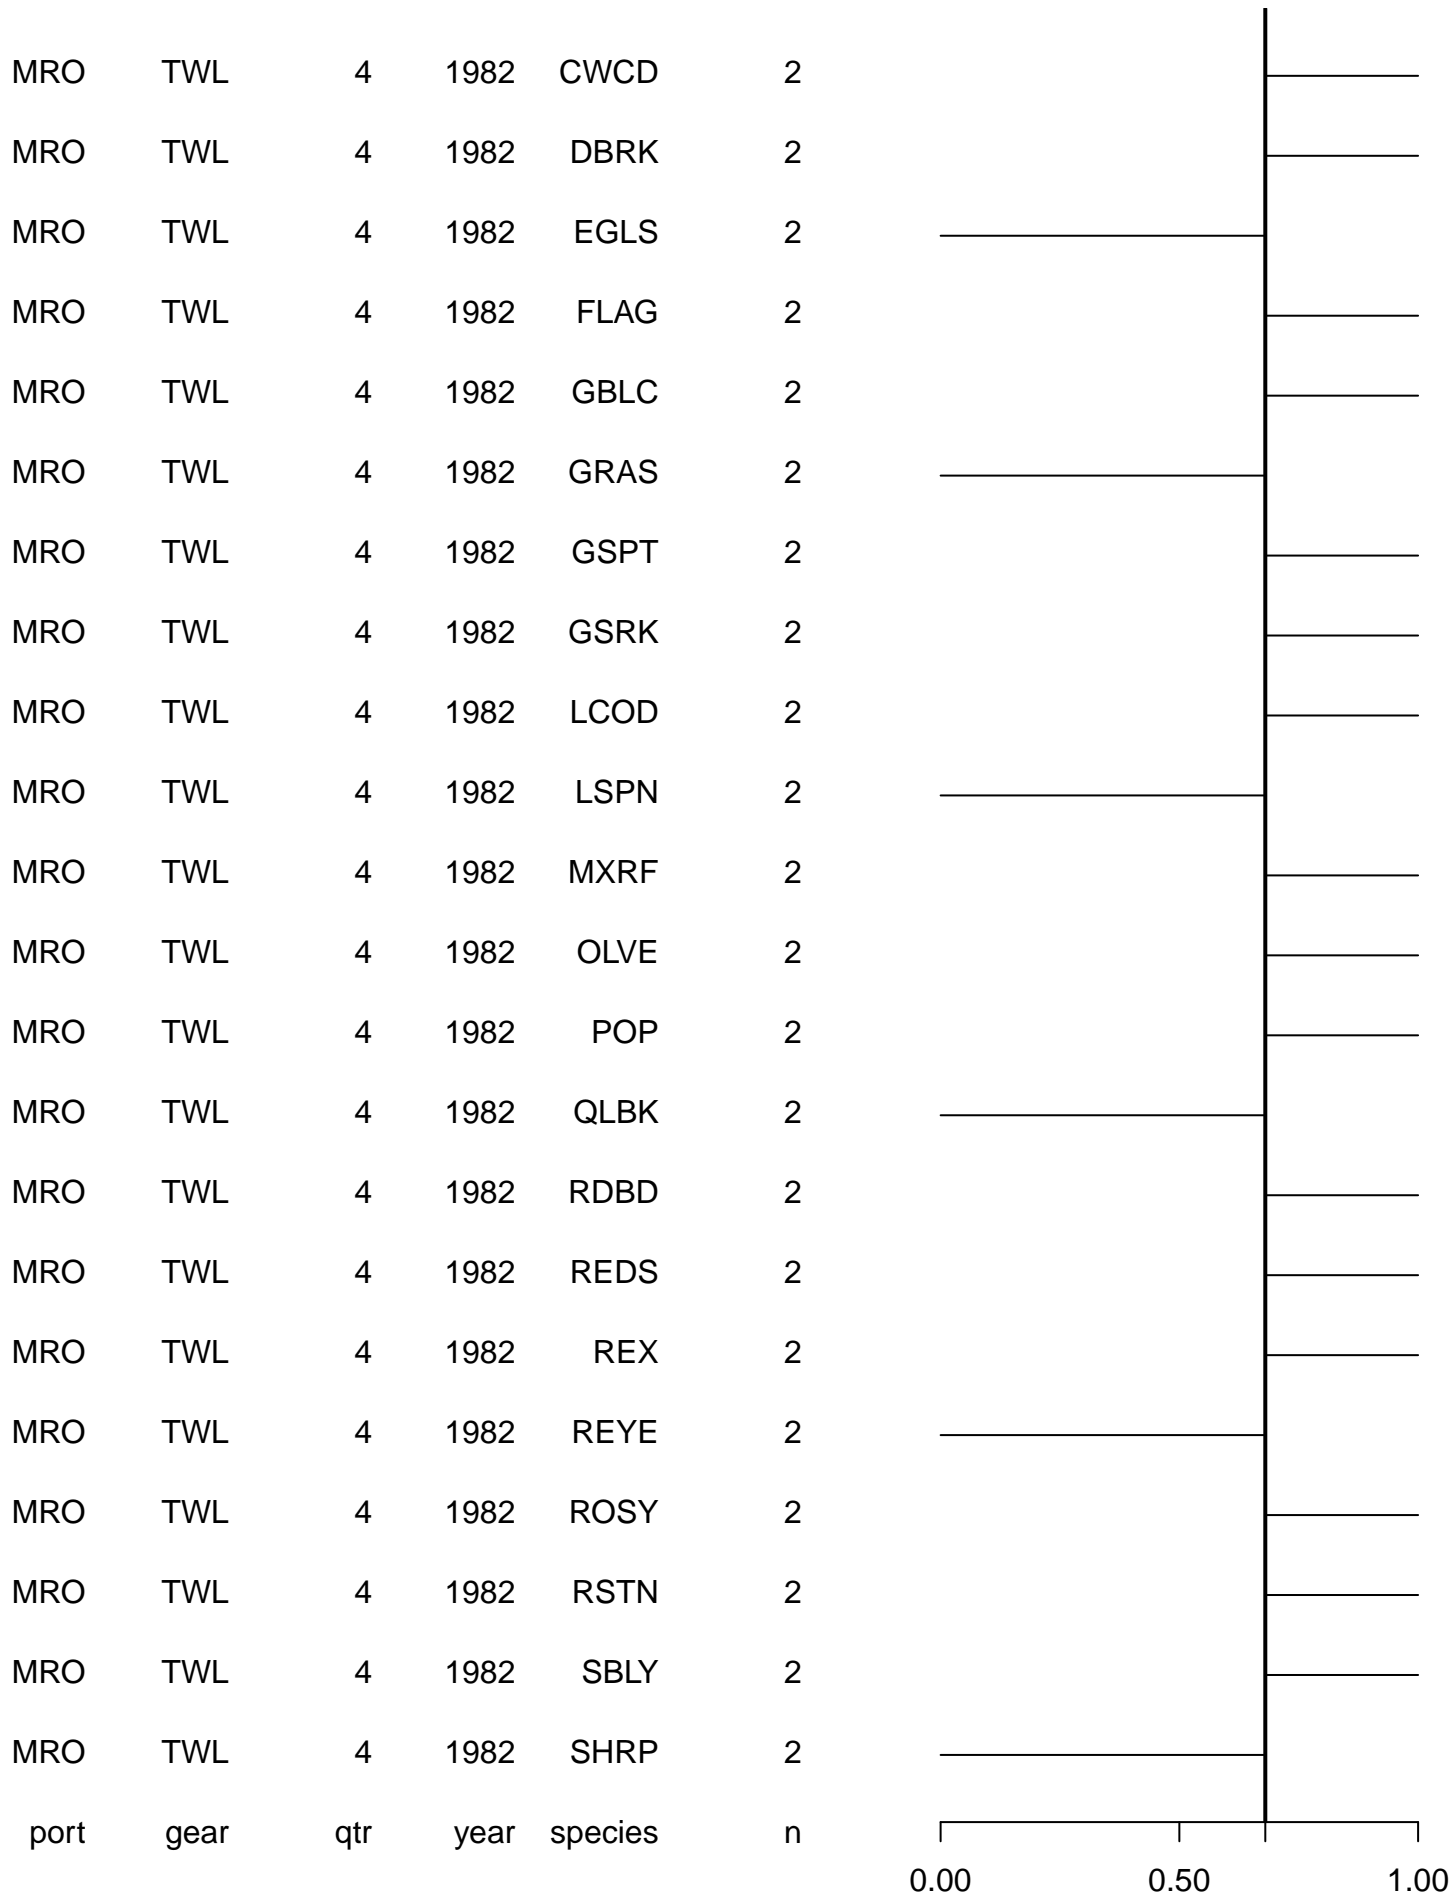 MRO TWL 4 1982 CWCD 2
MRO TWL 4 1982 DBRK 2
MRO TWL 4 1982 EGLS 2
MRO TWL 4 1982 FLAG 2
MRO TWL 4 1982 GBLC 2
MRO TWL 4 1982 GRAS 2
MRO TWL 4 1982 GSPT 2
MRO TWL 4 1982 GSRK 2
MRO TWL 4 1982 LCOD 2
MRO TWL 4 1982 LSPN 2
MRO TWL 4 1982 MXRF 2
MRO TWL 4 1982 OLVE 2
MRO TWL 4 1982 POP 2
MRO TWL 4 1982 QLBK 2
MRO TWL 4 1982 RDBD 2
MRO TWL 4 1982 REDS 2
MRO TWL 4 1982 REX 2
MRO TWL 4 1982 REYE 2
MRO TWL 4 1982 ROSY 2
MRO TWL 4 1982 RSTN 2
MRO TWL 4 1982 SBLY 2
MRO TWL 4 1982 SHRP 2
port gear qtr year species n
0.00 0.50 1.00